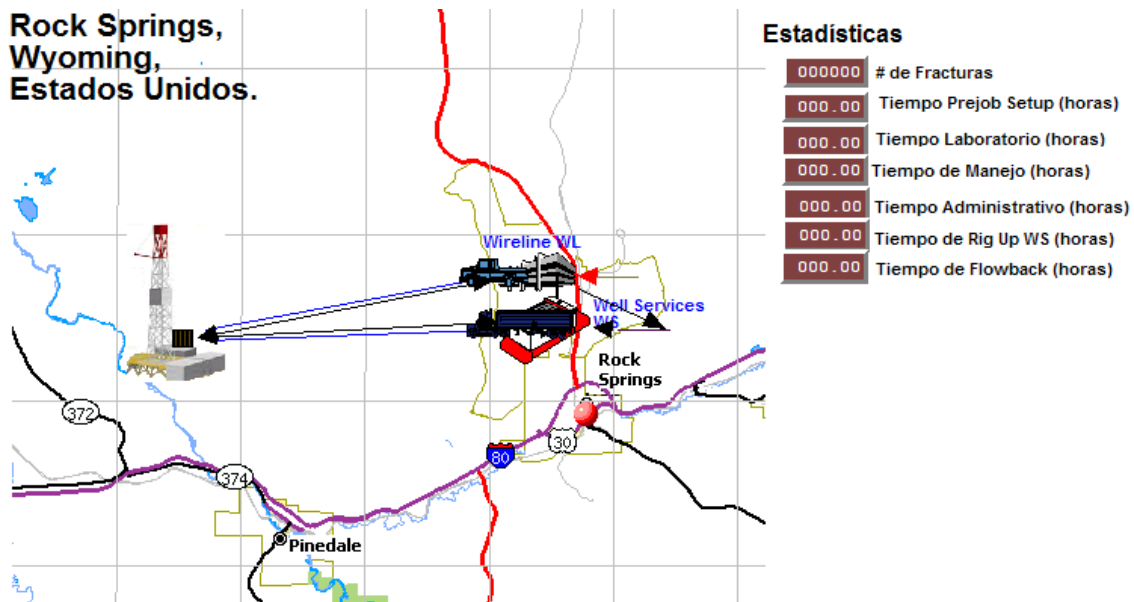 Rock Springs,
Wyoming,
Estados Unidos.
Estadísticas
000000 # de Fracturas
000.00 Tiempo Prejob Setup (horas)
000.00 Tiempo Laboratorio (horas)
000.00 Tiempo de Manejo (horas)
000.00 Tiempo Administrativo (horas)
000.00 Tiempo de Rig Up WS (horas)
000.00 Tiempo de Flowback (horas)
Wireline WL
Well Services
WS
Rock
Springs
372
30
80
374
Pinedale